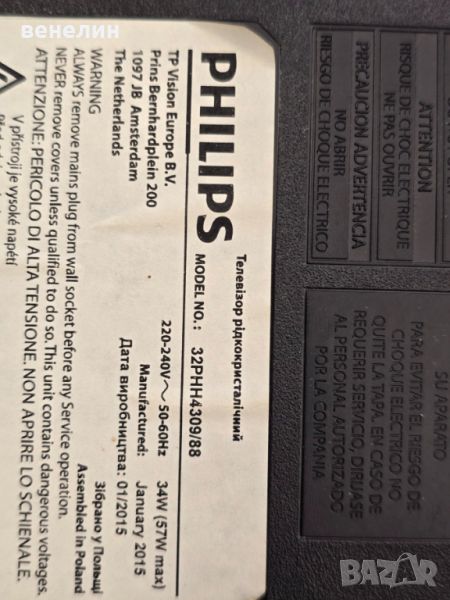 венелин
PHILIPS
Телевізор рідкокристалічний
MODEL NO.: 32PHH4309/88
TP Vision Europe B.V.
Prins Bernhardplein 200
1097 JB Amsterdam
The Netherlands
220-240V～ 50-60Hz 34W (57W max)
Manufactured: January 2015
Дата виробництва: 01/2015
WARNING
Зібрано у Польщі
Assembled in Poland
ALWAYS remove mains plug from wall socket before any Service operation.
NEVER remove covers unless qualified to do so. This unit contains dangerous voltages.
ATTENZIONE: PERICOLO DI ALTA TENSIONE, NON APRIRE LO SCHIENALE.
V přístroji je vysoké napětí
ATTENTION
RISQUE DE CHOC ELECTRIQUE
NE PAS OUVRIR
PRECAUCION ADVERTENCIA
NO ABRIR
RIESGO DE CHOQUE ELECTRICO
SU APARATO
PARA EVITAR EL RIESGO DE
CHOQUE ELECTRICO NO
QUITE LA TAPA, EN CASO DE
REQUERIR SERVICIO, DIRIJASE
AL PERSONAL AUTORIZADO
POR LA COMPANIA
BAZAR